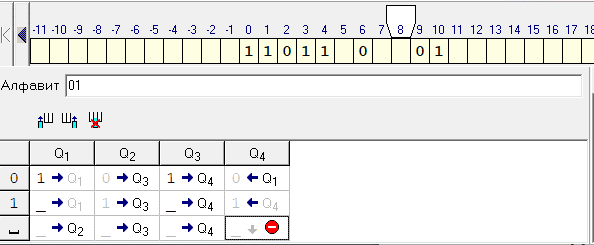 -11 -10 -9 -8 -7 -6 -5 -4 -3 -2 -1 0 1 2 3 4 5 6 7 8 9 10 11 12 13 14 15 16 17 18
1 1 0 1 1 0 0 1
Алфавит 01
Q1 Q2 Q3 Q4
0 1 → Q1 0 → Q3 1 → Q4 0 ← Q1
1 _ → Q1 1 → Q3 _ → Q4 1 ← Q4
_ → Q2 _ → Q3 _ → Q4 _ ↓